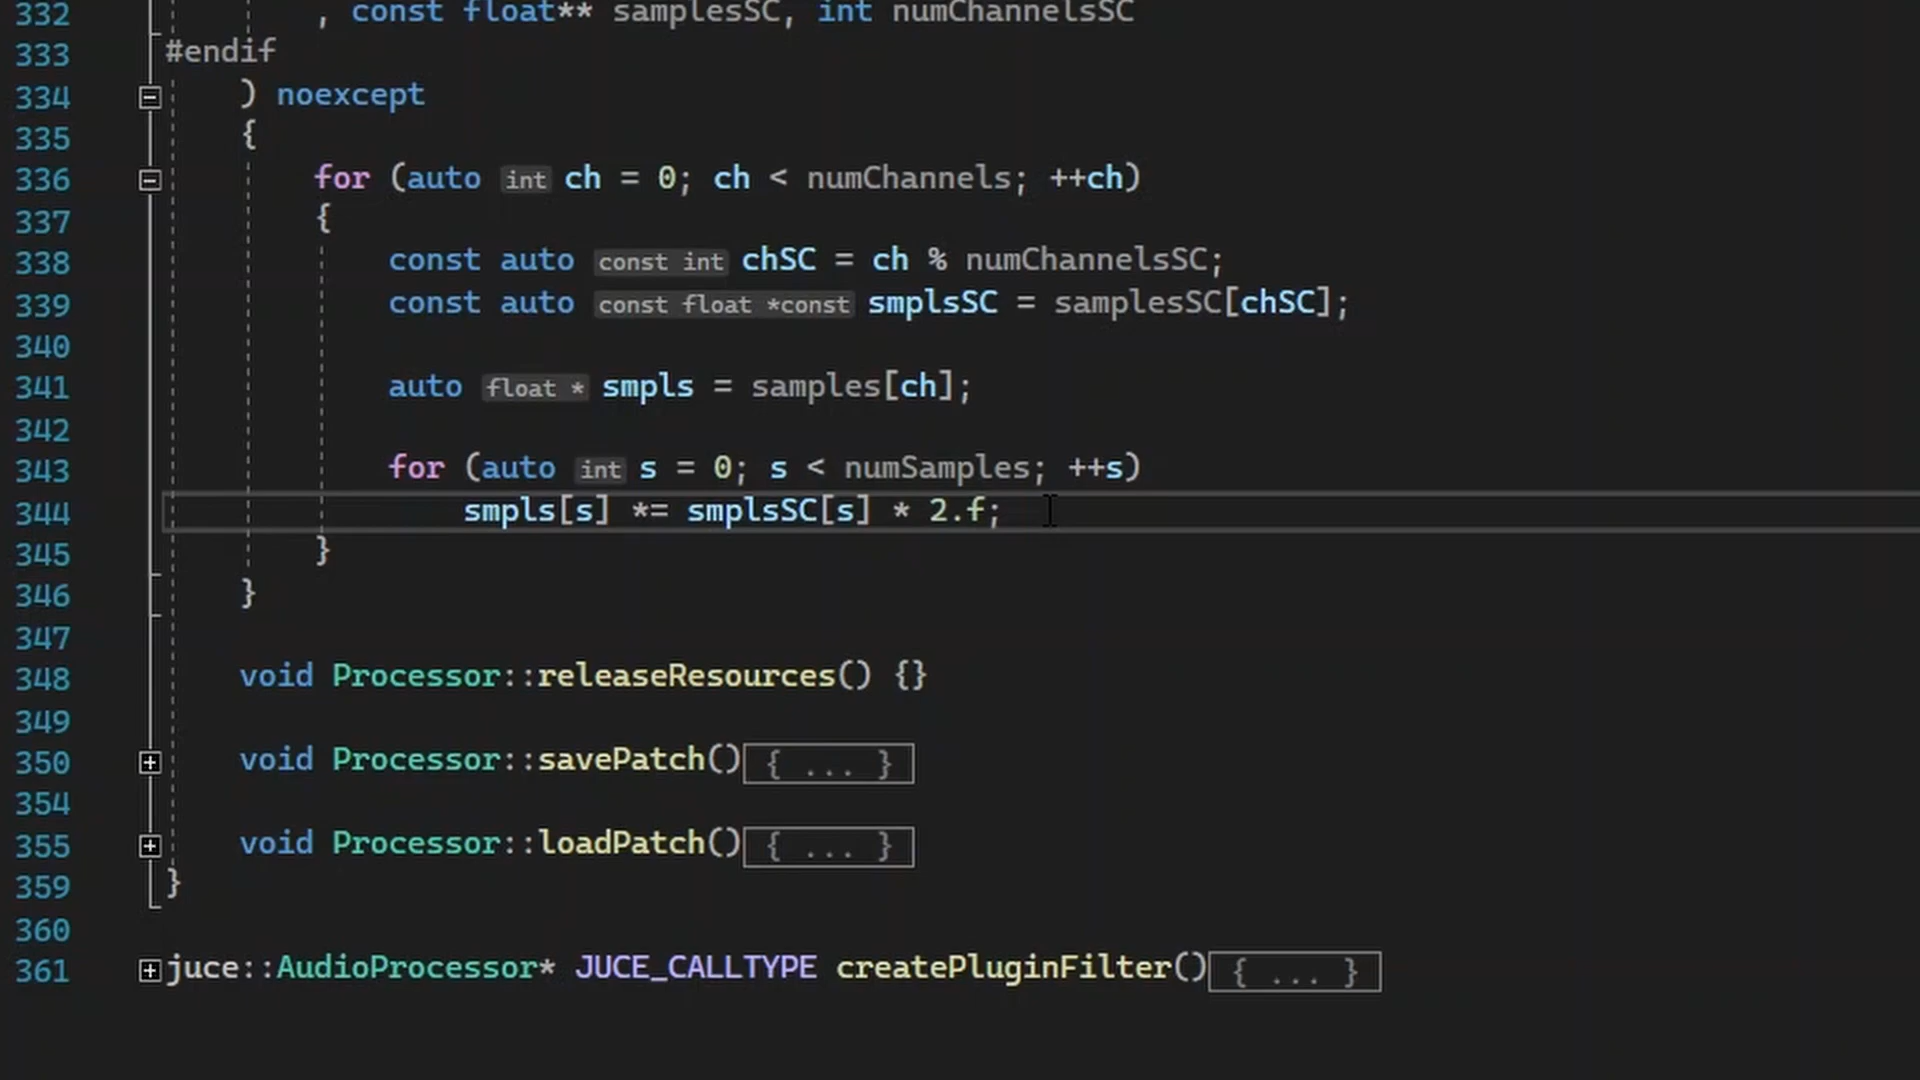 332 , const float** samplesSC, int numChannelsSC
333 #endif
334 ) noexcept
335 {
336 for (auto int ch = 0; ch < numChannels; ++ch)
337 {
338 const auto const int chSC = ch % numChannelsSC;
339 const auto const float *const smplsSC = samplesSC[chSC];
340
341 auto float * smpls = samples[ch];
342
343 for (auto int s = 0; s < numSamples; ++s)
344 smpls[s] *= smplsSC[s] * 2.f;
345 }
346 }
347
348 void Processor::releaseResources() {}
349
350 void Processor::savePatch(){ ... }
354
355 void Processor::loadPatch(){ ... }
359 }
360
361 juce::AudioProcessor* JUCE_CALLTYPE createPluginFilter(){ ... }